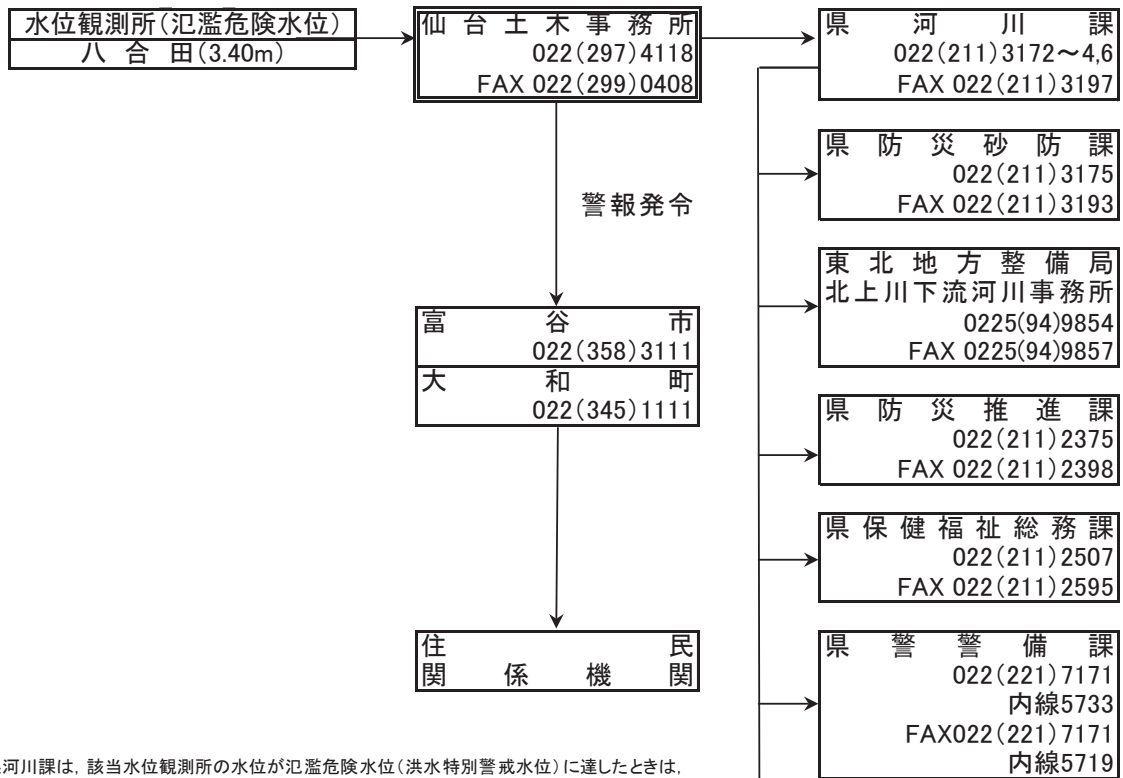 水位観測所(氾濫危険水位)
八合田(3.40m)
仙台土木事務所
022(297)4118
FAX 022(299)0408
警報発令
富谷市
022(358)3111
大和町
022(345)1111
住民
関係機関
県河川課
022(211)3172～4,6
FAX 022(211)3197
県防災砂防課
022(211)3175
FAX 022(211)3193
東北地方整備局
北上川下流河川事務所
0225(94)9854
FAX 0225(94)9857
県防災推進課
022(211)2375
FAX 022(211)2398
県保健福祉総務課
022(211)2507
FAX 022(211)2595
県警警備課
022(221)7171
内線5733
FAX022(221)7171
内線5719
河川課は，該当水位観測所の水位が氾濫危険水位(洪水特別警戒水位)に達したときは，